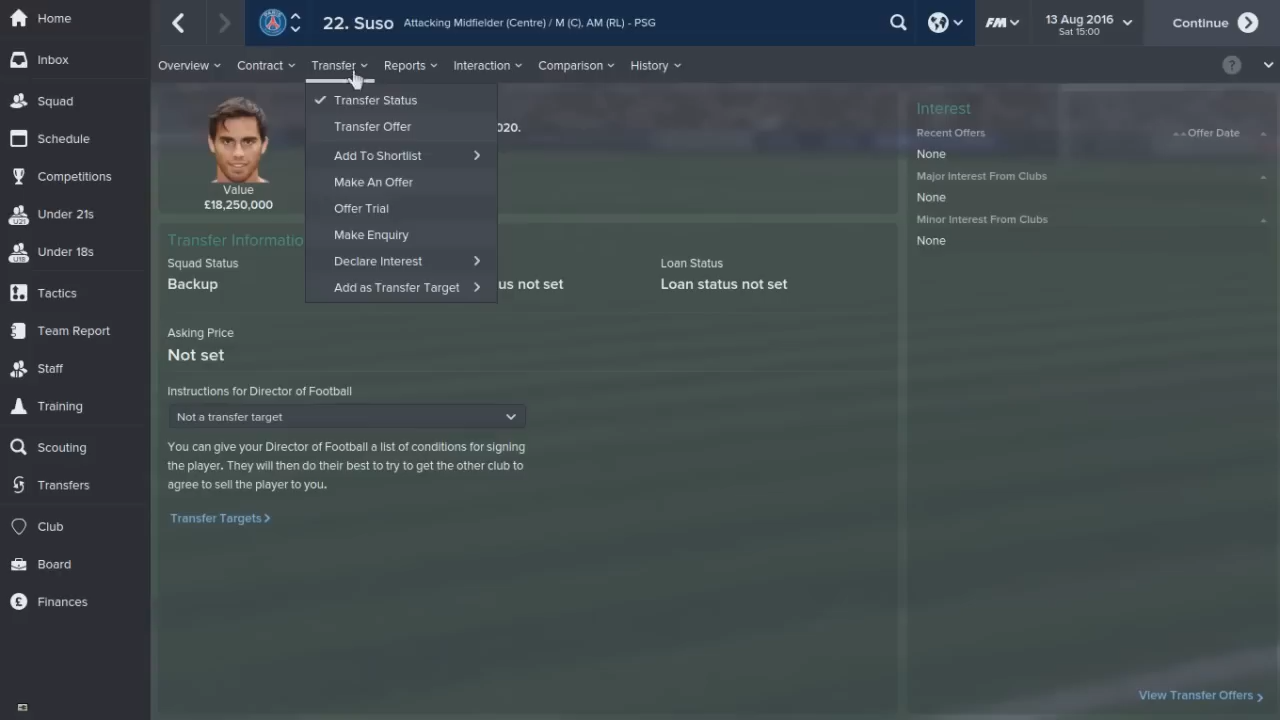 Home
22. Suso
Attacking Midfielder (Centre) / M (C), AM (RL) - PSG
FM
13 Aug 2016
Sat 15:00
Continue
Inbox
Squad
Schedule
Competitions
Under 21s
Under 18s
Tactics
Team Report
Staff
Training
Scouting
Transfers
Club
Board
Finances
Overview
Contract
Transfer
Reports
Interaction
Comparison
History
?
Transfer Status
Transfer Offer
Add To Shortlist
Make An Offer
Offer Trial
Make Enquiry
Declare Interest
Add as Transfer Target
020.
Value
£18,250,000
Transfer Informatio
Squad Status
Backup
us not set
Loan Status
Loan status not set
Asking Price
Not set
Instructions for Director of Football
Not a transfer target
You can give your Director of Football a list of conditions for signing
the player. They will then do their best to try to get the other club to
agree to sell the player to you.
Transfer Targets
Interest
Recent Offers
Offer Date
None
Major Interest From Clubs
None
Minor Interest From Clubs
None
View Transfer Offers